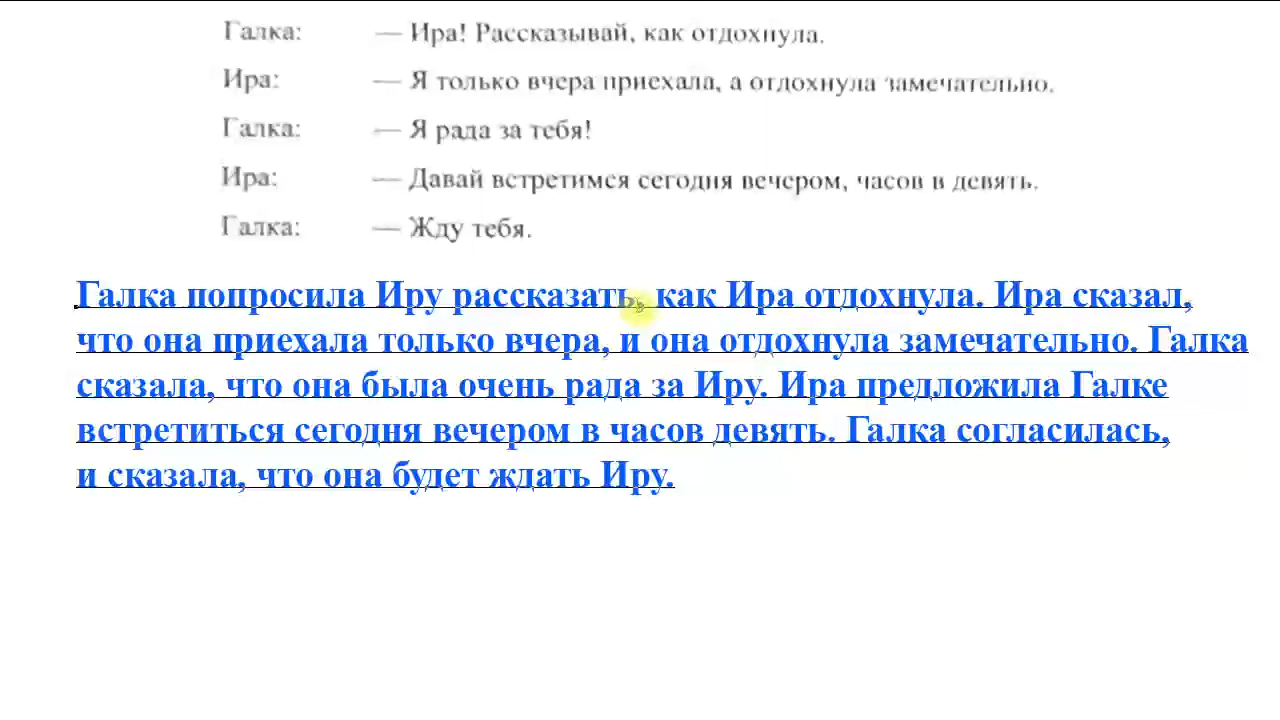 Галка: — Ира! Рассказывай, как отдохнула.
Ира: — Я только вчера приехала, а отдохнула замечательно.
Галка: — Я рада за тебя!
Ира: — Давай встретимся сегодня вечером, часов в девять.
Галка: — Жду тебя.
Галка попросила Иру рассказать, как Ира отдохнула. Ира сказал,
что она приехала только вчера, и она отдохнула замечательно. Галка
сказала, что она была очень рада за Иру. Ира предложила Галке
встретиться сегодня вечером в часов девять. Галка согласилась,
и сказала, что она будет ждать Иру.